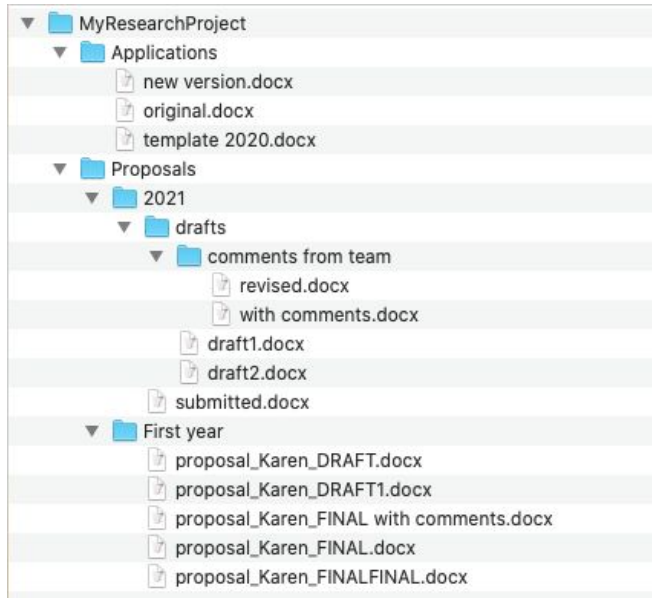 MyResearchProject
Applications
new version.docx
original.docx
template 2020.docx
Proposals
2021
drafts
comments from team
revised.docx
with comments.docx
draft1.docx
draft2.docx
submitted.docx
First year
proposal_Karen_DRAFT.docx
proposal_Karen_DRAFT1.docx
proposal_Karen_FINAL with comments.docx
proposal_Karen_FINAL.docx
proposal_Karen_FINALFINAL.docx